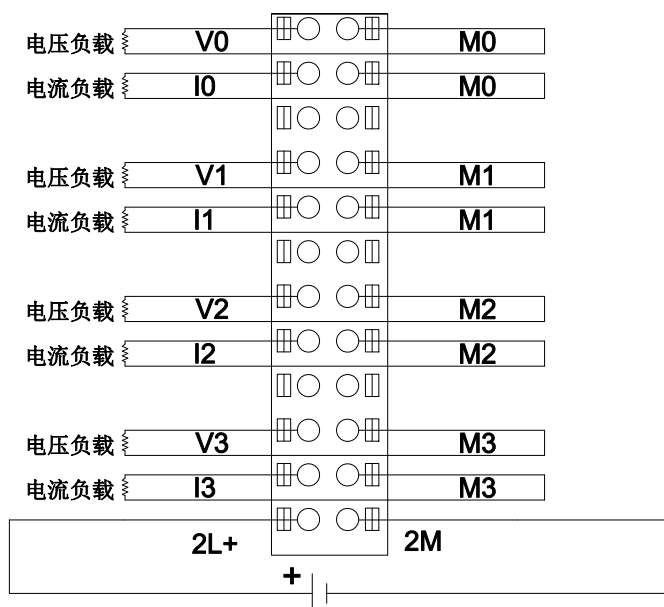 电压负载 V0 M0
电流负载 I0 M0
电压负载 V1 M1
电流负载 I1 M1
电压负载 V2 M2
电流负载 I2 M2
电压负载 V3 M3
电流负载 I3 M3
2L+ 2M
+